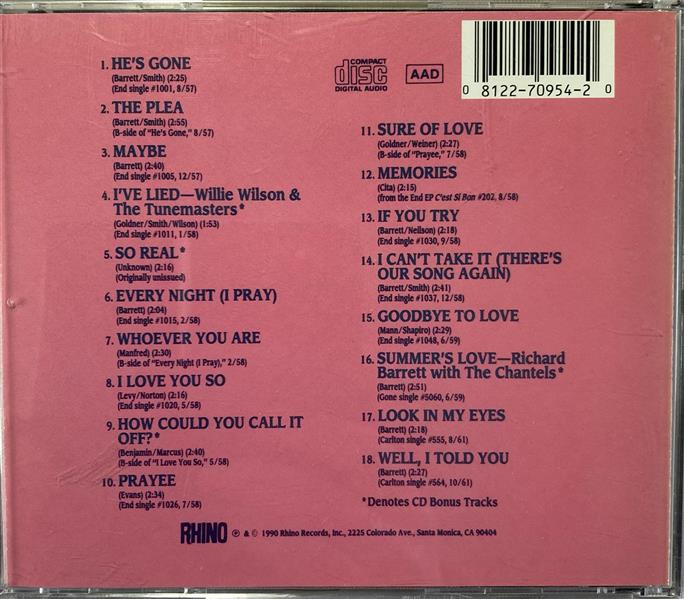 1. HE'S GONE
(Barrett/Smith) (2:25)
(End single #1001, 8/57)
2. THE PLEA
(Barrett/Smith) (2:55)
(B-side of "He's Gone," 8/57)
3. MAYBE
(Barrett) (2:40)
(End single #1005, 12/57)
4. I'VE LIED—Willie Wilson &
The Tunemasters*
(Goldner/Smith/Wilson) (1:53)
(End single #1011, 1/58)
5. SO REAL*
(Unknown) (2:16)
(Originally unissued)
6. EVERY NIGHT (I PRAY)
(Barrett) (2:04)
(End single #1015, 2/58)
7. WHOEVER YOU ARE
(Manfred) (2:30)
(B-side of "Every Night (I Pray)," 2/58)
8. I LOVE YOU SO
(Levy/Norton) (2:16)
(End single #1020, 5/58)
9. HOW COULD YOU CALL IT
OFF?*
(Benjamin/Marcus) (2:40)
(B-side of "I Love You So," 5/58)
10. PRAYEE
(Evans) (2:34)
(End single #1026, 7/58)
COMPACT
disc
DIGITAL AUDIO
AAD
0 8122-70954-2 0
11. SURE OF LOVE
(Goldner/Weiner) (2:27)
(B-side of "Prayee," 7/58)
12. MEMORIES
(Cita) (2:15)
(from the End EP C'est Si Bon #202, 8/58)
13. IF YOU TRY
(Barrett/Neilson) (2:18)
(End single #1030, 9/58)
14. I CAN'T TAKE IT (THERE'S
OUR SONG AGAIN)
(Barrett/Smith) (2:41)
(End single #1037, 12/58)
15. GOODBYE TO LOVE
(Mann/Shapiro) (2:29)
(End single #1048, 6/59)
16. SUMMER'S LOVE—Richard
Barrett with The Chantels*
(Barrett) (2:51)
(Gone single #5060, 6/59)
17. LOOK IN MY EYES
(Barrett) (2:18)
(Carlton single #555, 8/61)
18. WELL, I TOLD YOU
(Barrett) (2:27)
(Carlton single #564, 10/61)
*Denotes CD Bonus Tracks
RHINO ℗ & © 1990 Rhino Records, Inc., 2225 Colorado Ave., Santa Monica, CA 90404